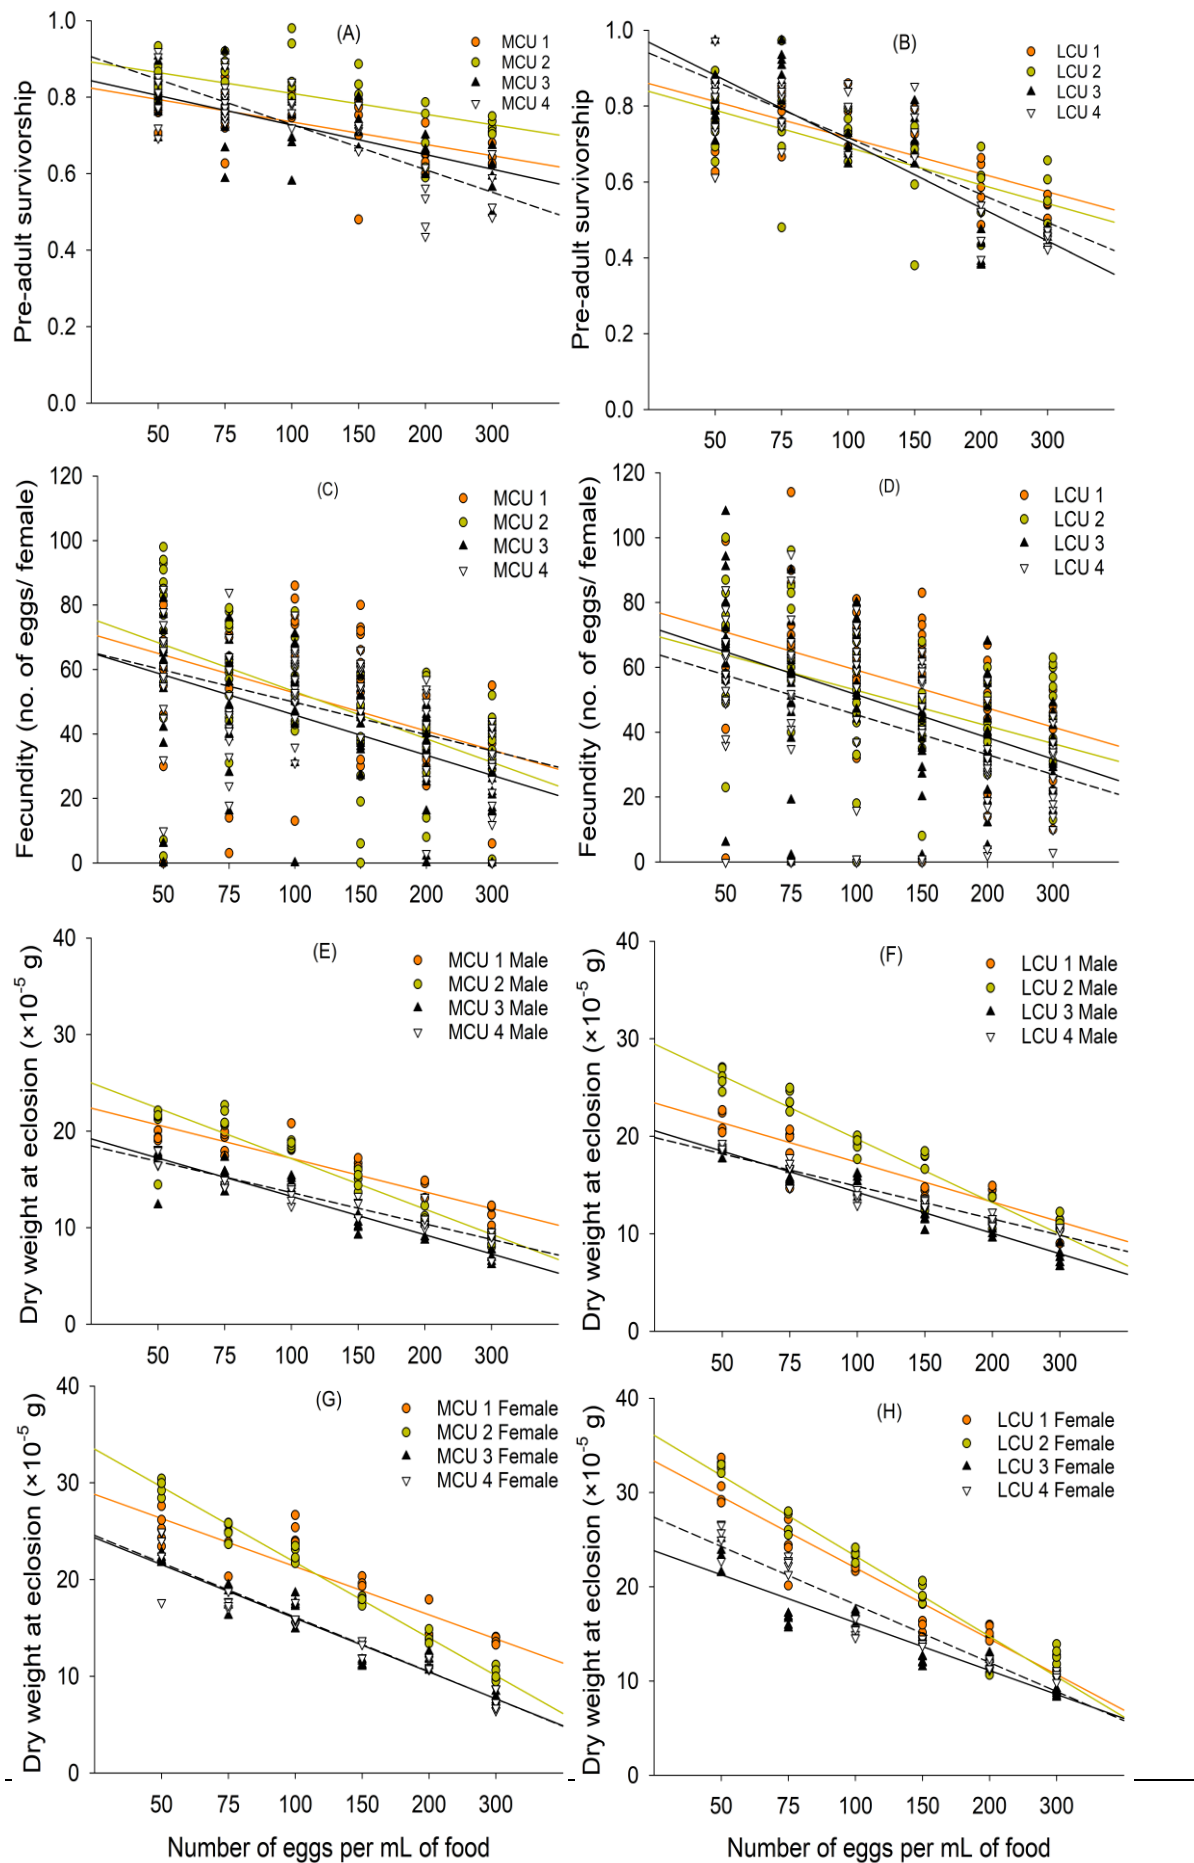 Pre-adult survivorship
1.0
0.8
0.6
0.4
0.2
0.0
(A)
MCU 1
MCU 2
MCU 3
MCU 4
50 75 100 150 200 300
Pre-adult survivorship
1.0
0.8
0.6
0.4
0.2
0.0
(B)
LCU 1
LCU 2
LCU 3
LCU 4
50 75 100 150 200 300
Fecundity (no. of eggs/ female)
120
100
80
60
40
20
0
(C)
MCU 1
MCU 2
MCU 3
MCU 4
50 75 100 150 200 300
Fecundity (no. of eggs/ female)
120
100
80
60
40
20
0
(D)
LCU 1
LCU 2
LCU 3
LCU 4
50 75 100 150 200 300
Dry weight at eclosion (×10⁻⁵ g)
40
30
20
10
0
(E)
MCU 1 Male
MCU 2 Male
MCU 3 Male
MCU 4 Male
50 75 100 150 200 300
Dry weight at eclosion (×10⁻⁵ g)
40
30
20
10
0
(F)
LCU 1 Male
LCU 2 Male
LCU 3 Male
LCU 4 Male
50 75 100 150 200 300
Dry weight at eclosion (×10⁻⁵ g)
40
30
20
10
0
(G)
MCU 1 Female
MCU 2 Female
MCU 3 Female
MCU 4 Female
50 75 100 150 200 300
Number of eggs per mL of food
Dry weight at eclosion (×10⁻⁵ g)
40
30
20
10
0
(H)
LCU 1 Female
LCU 2 Female
LCU 3 Female
LCU 4 Female
50 75 100 150 200 300
Number of eggs per mL of food